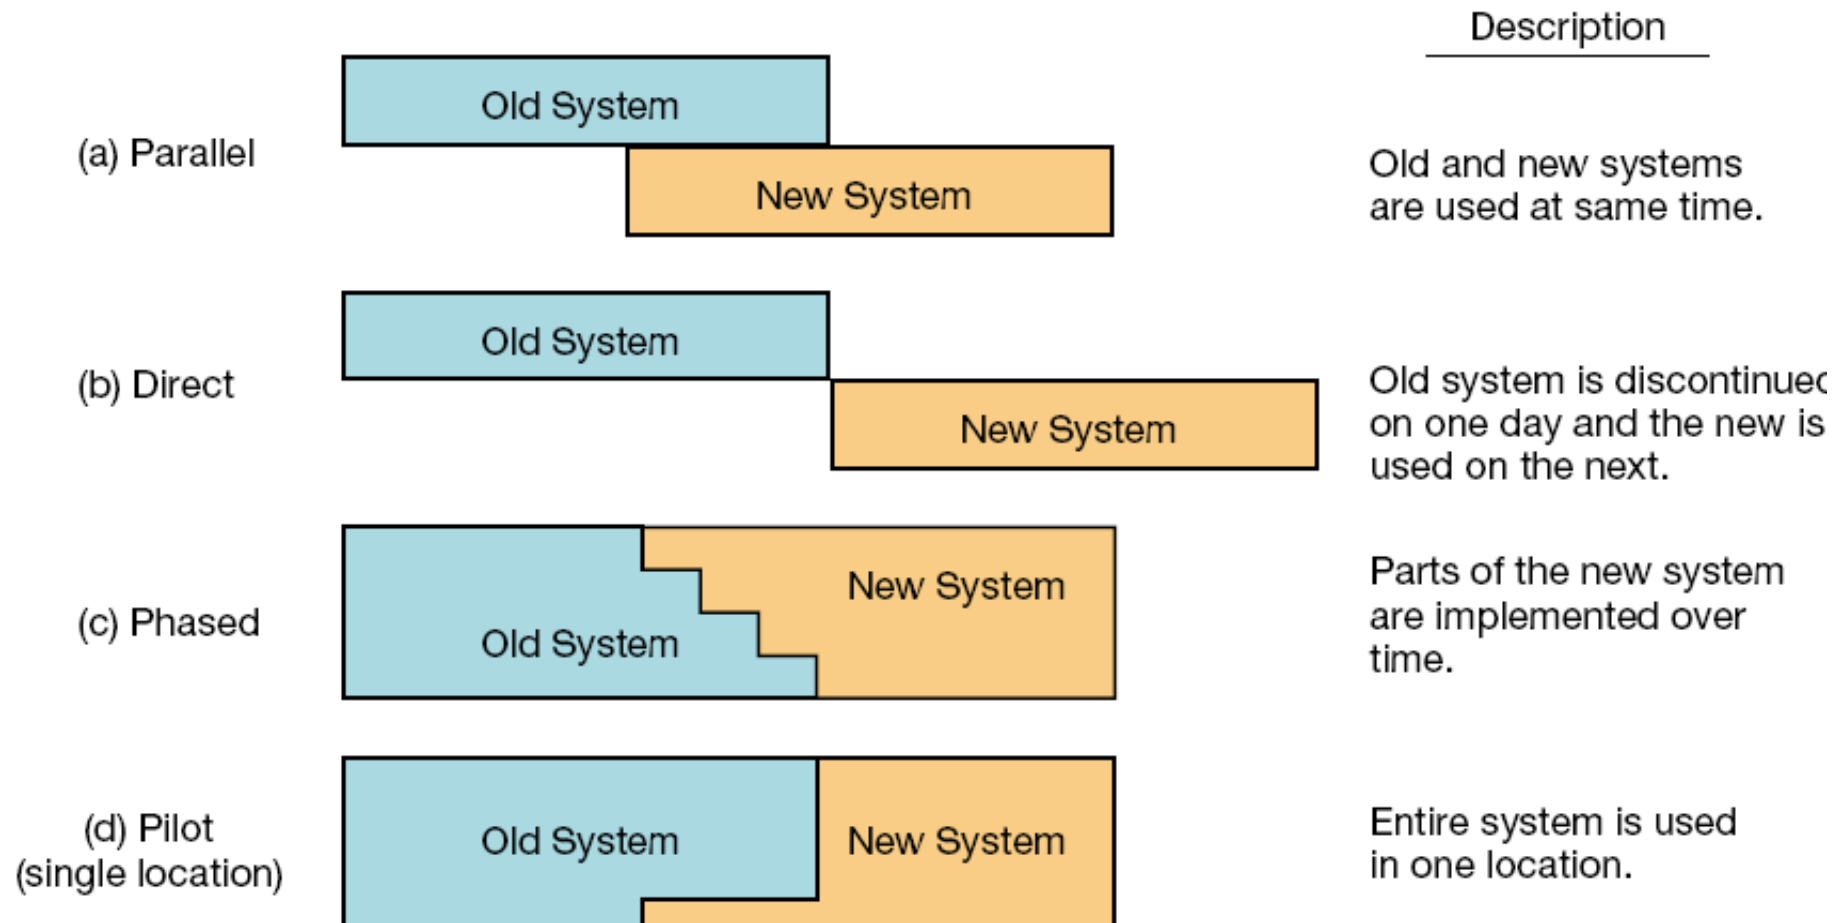 Description
Old System
(a) Parallel
New System
Old and new systems
are used at same time.
Old System
(b) Direct
New System
Old system is discontinued
on one day and the new is
used on the next.
(c) Phased
Old System
New System
Parts of the new system
are implemented over
time.
(d) Pilot
(single location)
Old System
New System
Entire system is used
in one location.